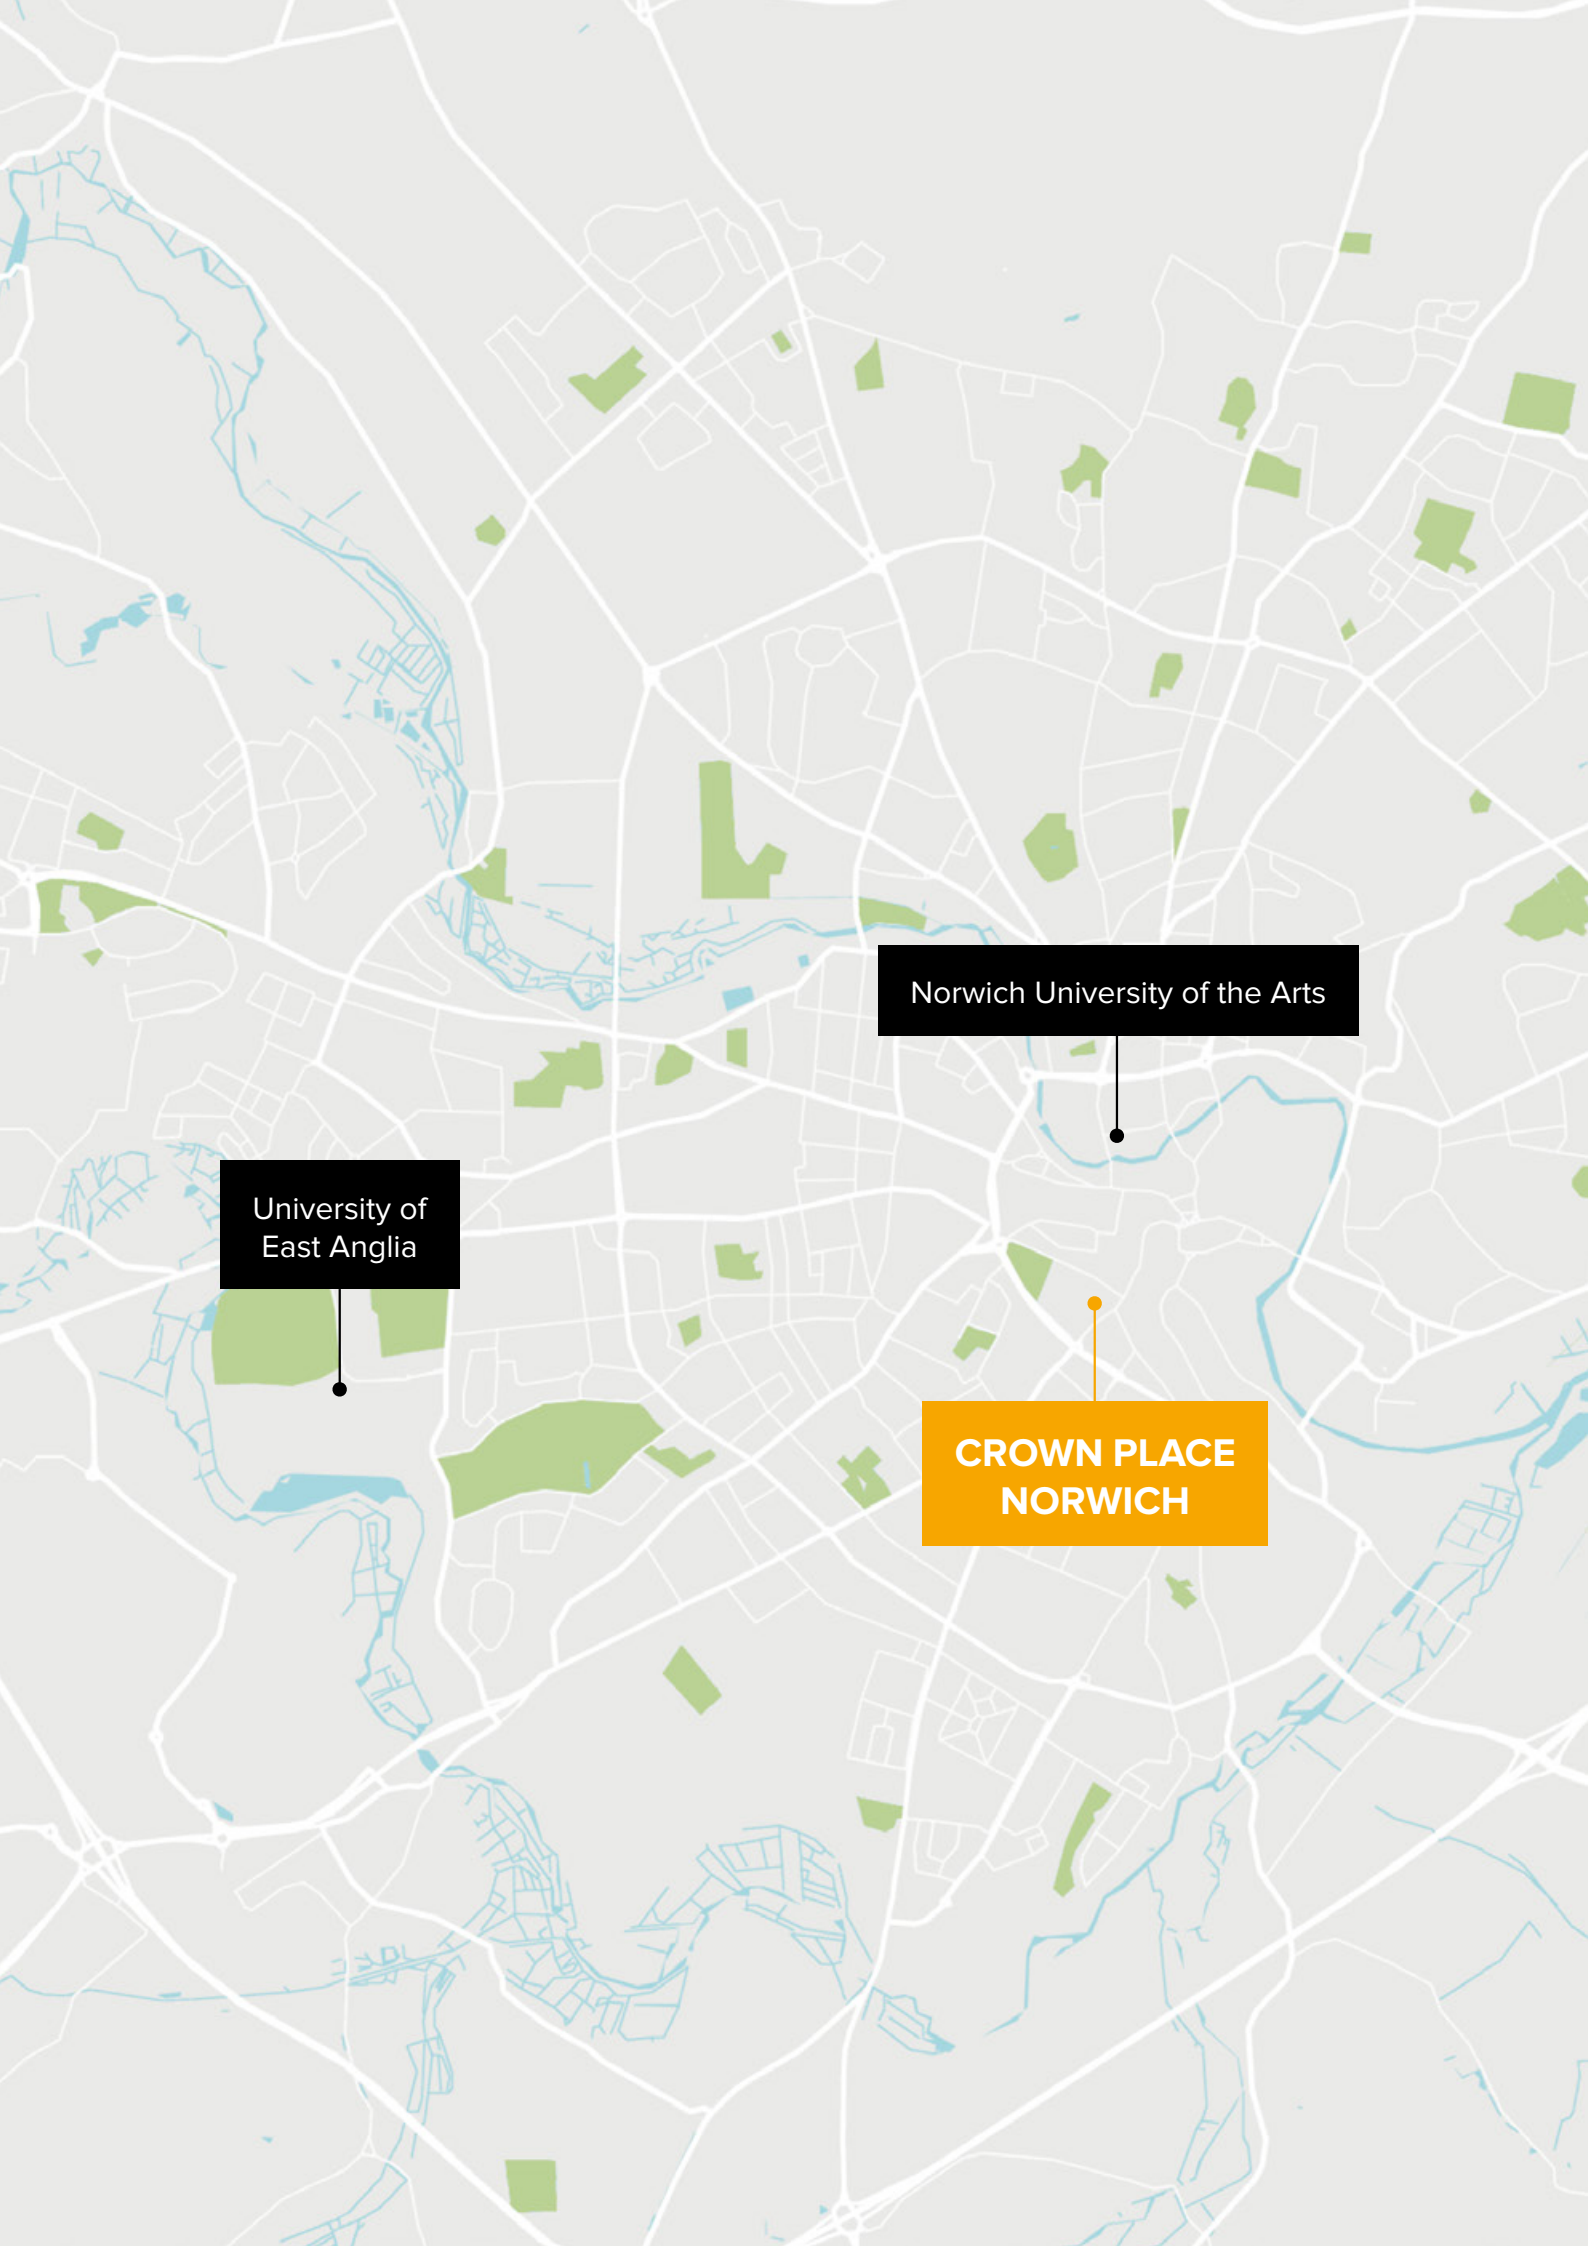 Norwich University of the Arts
University of
East Anglia
CROWN PLACE
NORWICH